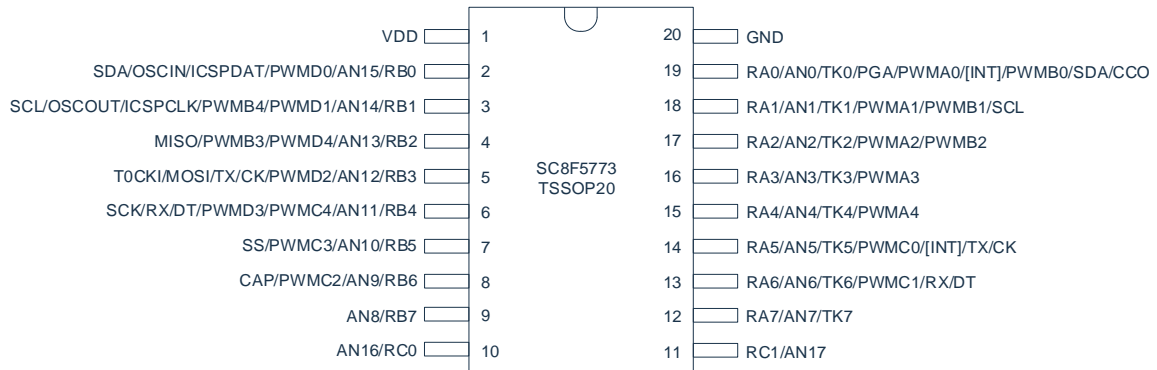 VDD 1 20 GND
SDA/OSCIN/ICSPDAT/PWMD0/AN15/RB0 2 19 RA0/AN0/TK0/PGA/PWMA0/[INT]/PWMB0/SDA/CCO
SCL/OSCOUT/ICSPCLK/PWMB4/PWMD1/AN14/RB1 3 18 RA1/AN1/TK1/PWMA1/PWMB1/SCL
MISO/PWMB3/PWMD4/AN13/RB2 4 17 RA2/AN2/TK2/PWMA2/PWMB2
T0CKI/MOSI/TX/CK/PWMD2/AN12/RB3 5 SC8F5773 16 RA3/AN3/TK3/PWMA3
TSSOP20
SCK/RX/DT/PWMD3/PWMC4/AN11/RB4 6 15 RA4/AN4/TK4/PWMA4
SS/PWMC3/AN10/RB5 7 14 RA5/AN5/TK5/PWMC0/[INT]/TX/CK
CAP/PWMC2/AN9/RB6 8 13 RA6/AN6/TK6/PWMC1/RX/DT
AN8/RB7 9 12 RA7/AN7/TK7
AN16/RC0 10 11 RC1/AN17